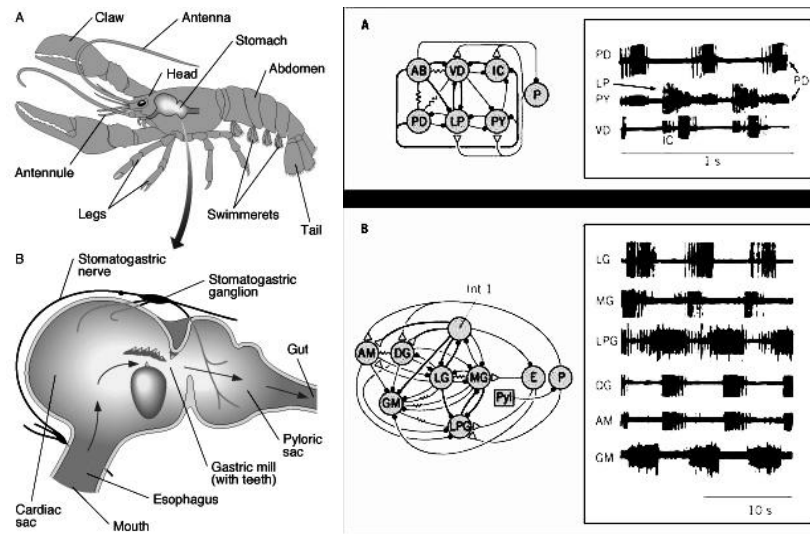 A
Claw
Antenna
Stomach
Head
Abdomen
Antennule
Legs
Swimmerets
Tail
B
Stomatogastric
nerve
Stomatogastric
ganglion
Gut
Pyloric
sac
Gastric mill
(with teeth)
Esophagus
Cardiac
sac
Mouth
A
AB
VD
IC
P
PD
LP
PY
PD
LP
PY
PD
VD
IC
1 s
B
Int 1
AM
DG
LG
MG
E
P
GM
Pyl
LPG
LG
MG
LPG
DG
AM
GM
10 s